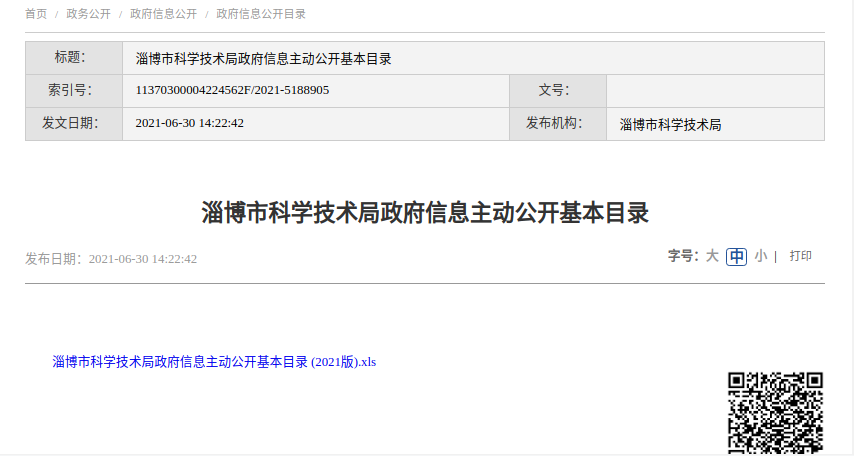 首页 / 政务公开 / 政府信息公开 / 政府信息公开目录
标题： 淄博市科学技术局政府信息主动公开基本目录
索引号： 11370300004224562F/2021-5188905 文号：
发文日期： 2021-06-30 14:22:42 发布机构： 淄博市科学技术局
淄博市科学技术局政府信息主动公开基本目录
发布日期：2021-06-30 14:22:42 字号：大 中 小 | 打印
淄博市科学技术局政府信息主动公开基本目录 (2021版).xls